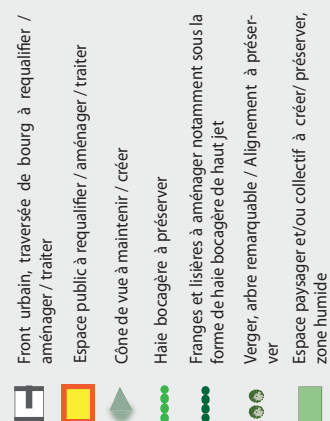 Front urbain, traversée de bourg à requalifier /
aménager / traiter
Espace public à requalifier / aménager / traiter
Cône de vue à maintenir / créer
Haie bocagère à préserver
Franges et lisières à aménager notamment sous la
forme de haie bocagère de haut jet
Verger, arbre remarquable / Alignement à préser-
ver
Espace paysager et/ou collectif à créer/ préserver,
zone humide